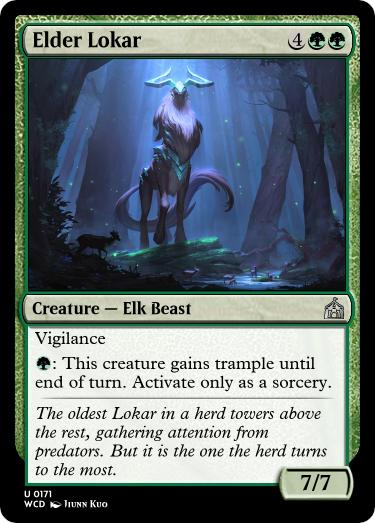 Elder Lokar 4
Creature — Elk Beast
Vigilance
: This creature gains trample until
end of turn. Activate only as a sorcery.
The oldest Lokar in a herd towers above
the rest, gathering attention from
predators. But it is the one the herd turns
to the most.
7/7
U 0171
WCD Jiunn Kuo